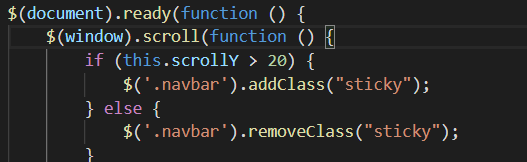 $(document).ready(function () {
    $(window).scroll(function () {
        if (this.scrollY > 20) {
            $('.navbar').addClass("sticky");
        } else {
            $('.navbar').removeClass("sticky");
        }